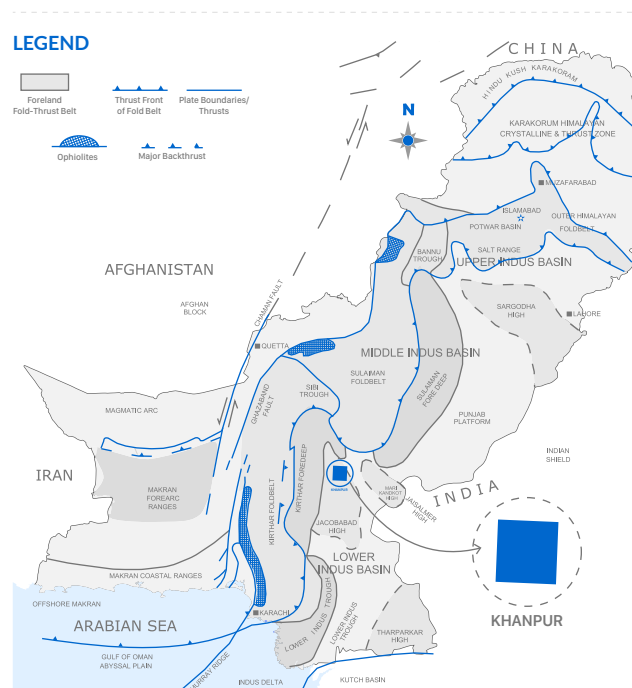 LEGEND
Foreland
Fold-Thrust Belt
Thrust Front
of Fold Belt
Plate Boundaries/
Thrusts
Ophiolites
Major Backthrust
N
CHINA
HINDU KUSH KARAKORAM
KARAKORUM HIMALAYAN
CRYSTALLINE & THRUST ZONE
MUZAFARABAD
ISLAMABAD
OUTER HIMALAYAN
FOLDBELT
POTWAR BASIN
BANNU
TROUGH
SALT RANGE
UPPER INDUS BASIN
AFGHANISTAN
AFGHAN
BLOCK
CHAMAN FAULT
SARGODHA
HIGH
LAHORE
QUETTA
MIDDLE INDUS BASIN
SULAIMAN
FOLDBELT
SULAIMAN
FORE DEEP
SIBI
TROUGH
GHAZABAND
FAULT
PUNJAB
PLATFORM
MAGMATIC ARC
INDIAN
SHIELD
IRAN
MAKRAN
FOREARC
RANGES
KIRTHAR FOLDBELT
KIRTHAR FOREDEEP
KHANPUR
MARI
KANDKOT
HIGH
INDIA
JAISALMER
HIGH
JACOBABAD
HIGH
LOWER
INDUS BASIN
MAKRAN COASTAL RANGES
OFFSHORE MAKRAN
KARACHI
KHANPUR
ARABIAN SEA
LOWER INDUS TROUGH
LOWER INDUS
TROUGH
THARPARKAR
HIGH
GULF OF OMAN
ABYSSAL PLAIN
MURRAY RIDGE
INDUS DELTA
KUTCH BASIN